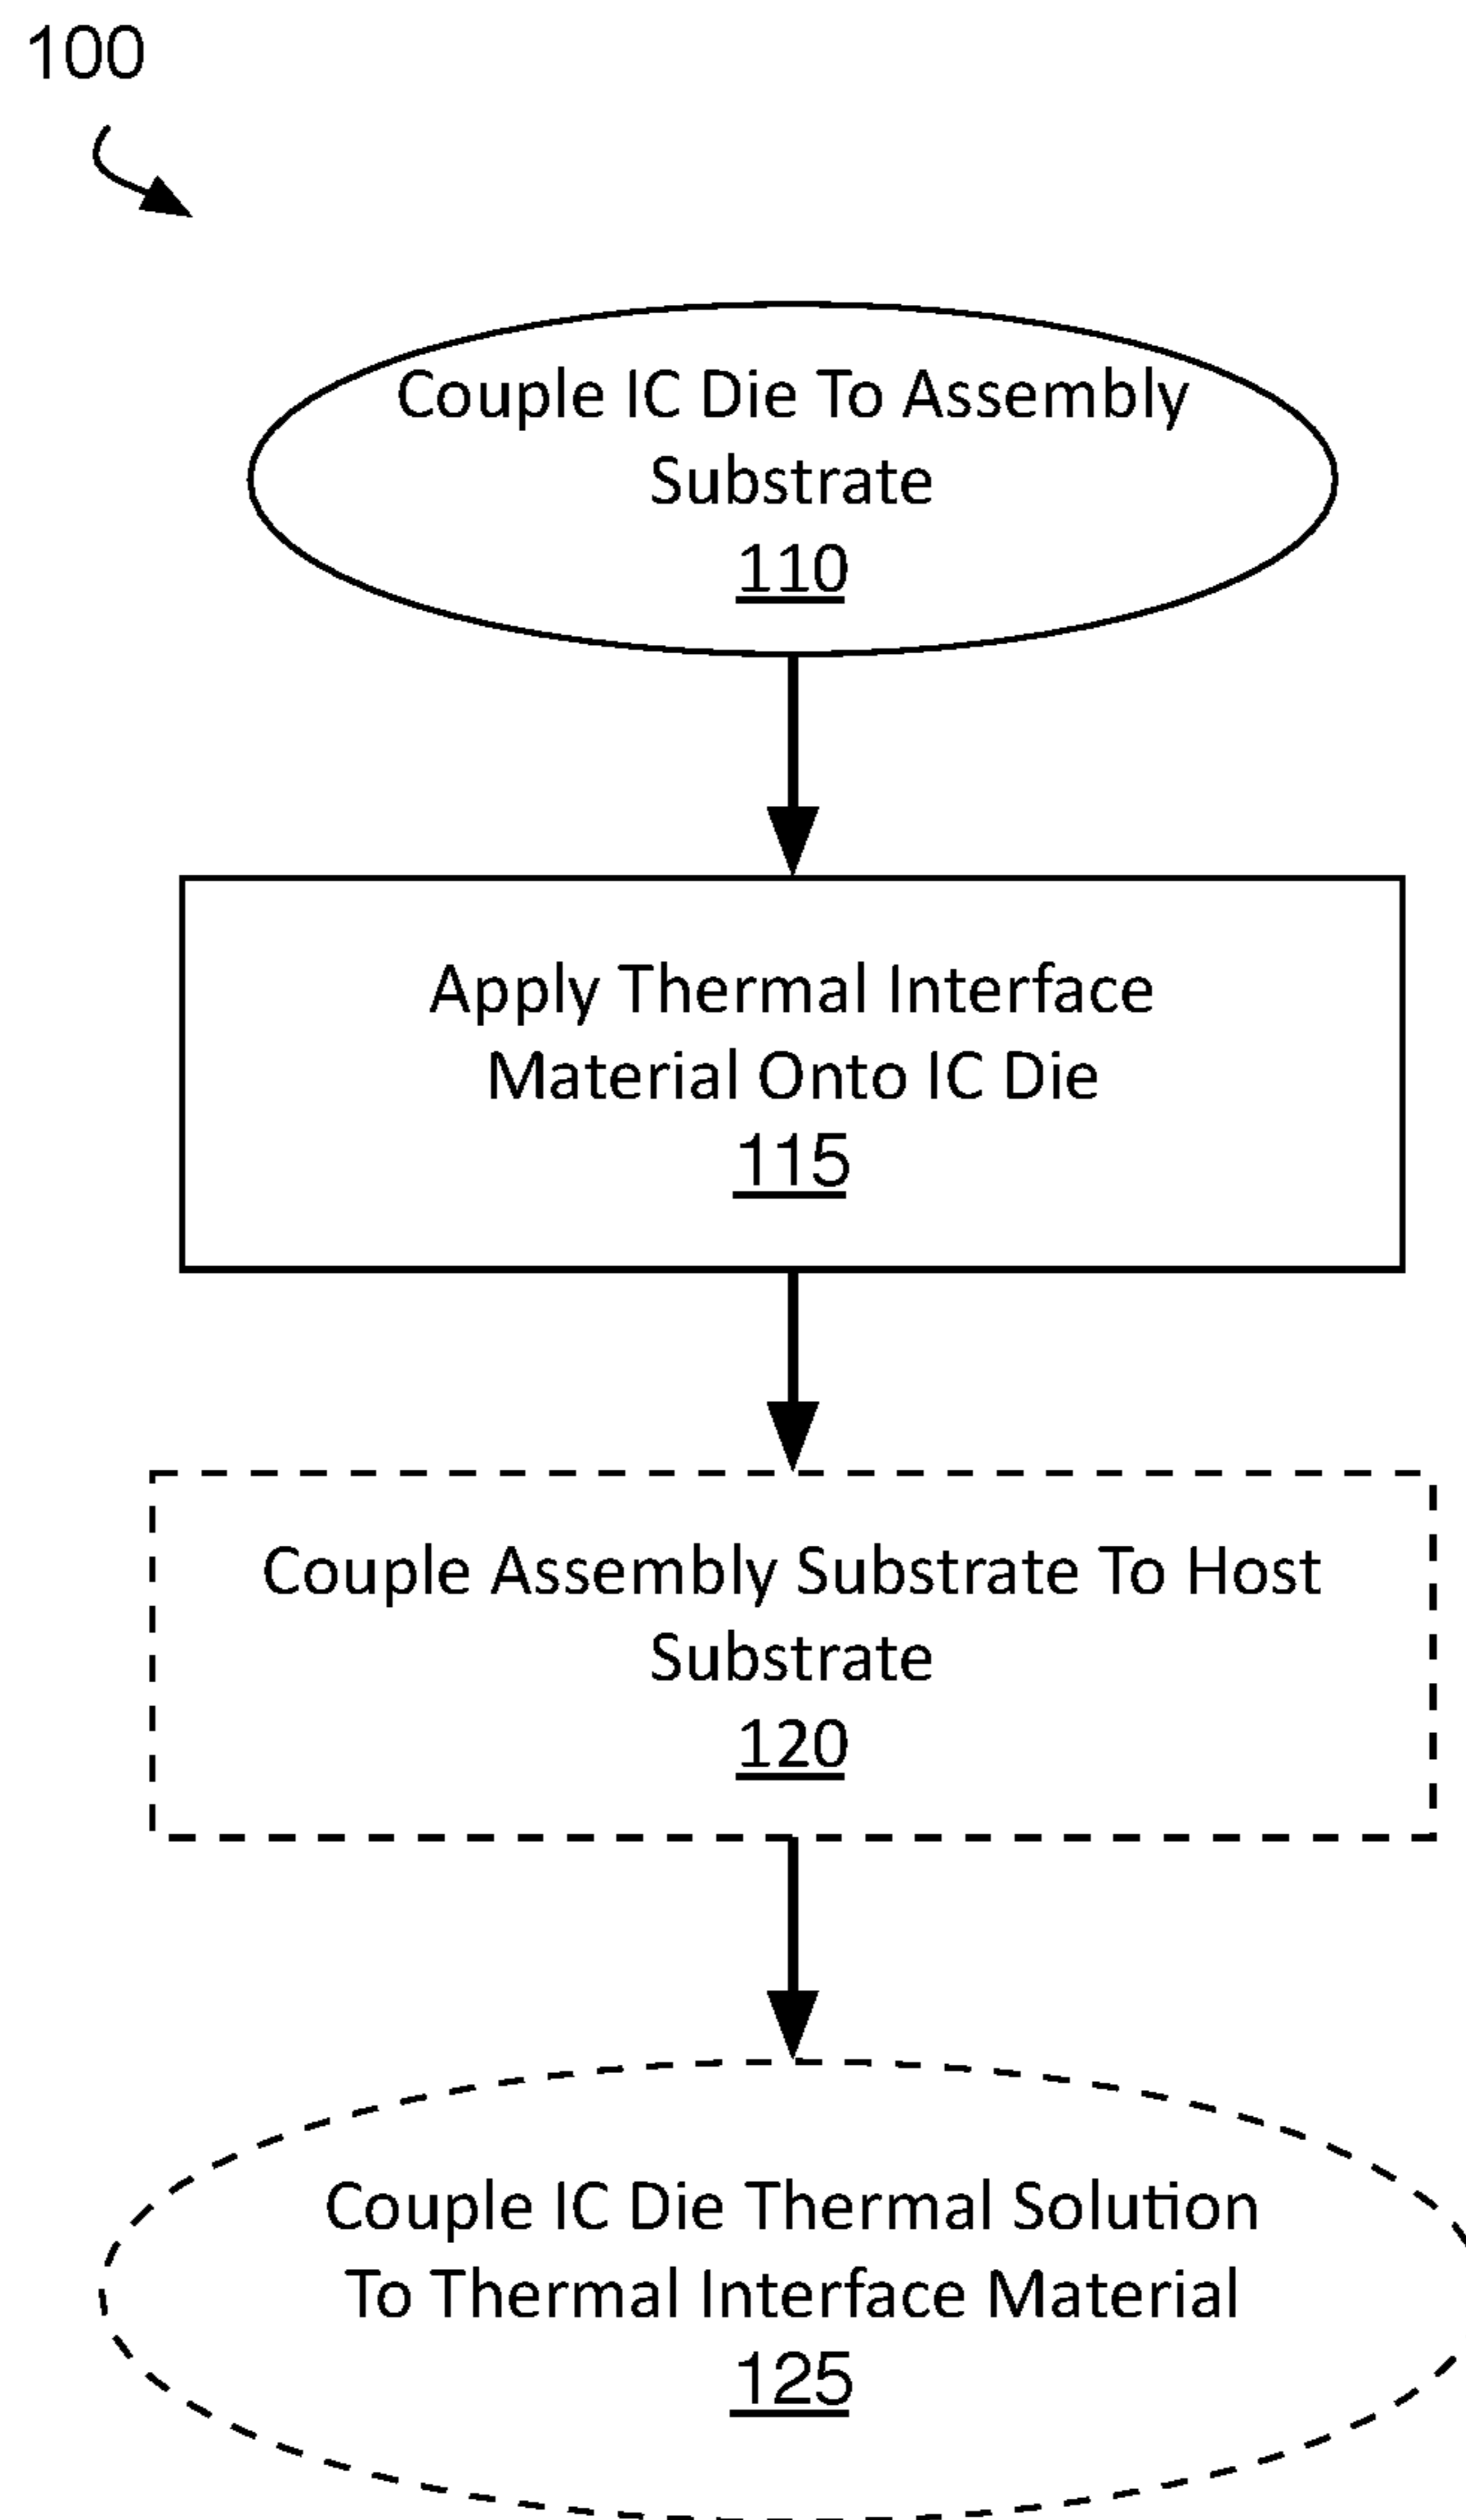 100
Couple IC Die To Assembly
Substrate
110
Apply Thermal Interface
Material Onto IC Die
115
Couple Assembly Substrate To Host
Substrate
120
Couple IC Die Thermal Solution
To Thermal Interface Material
125